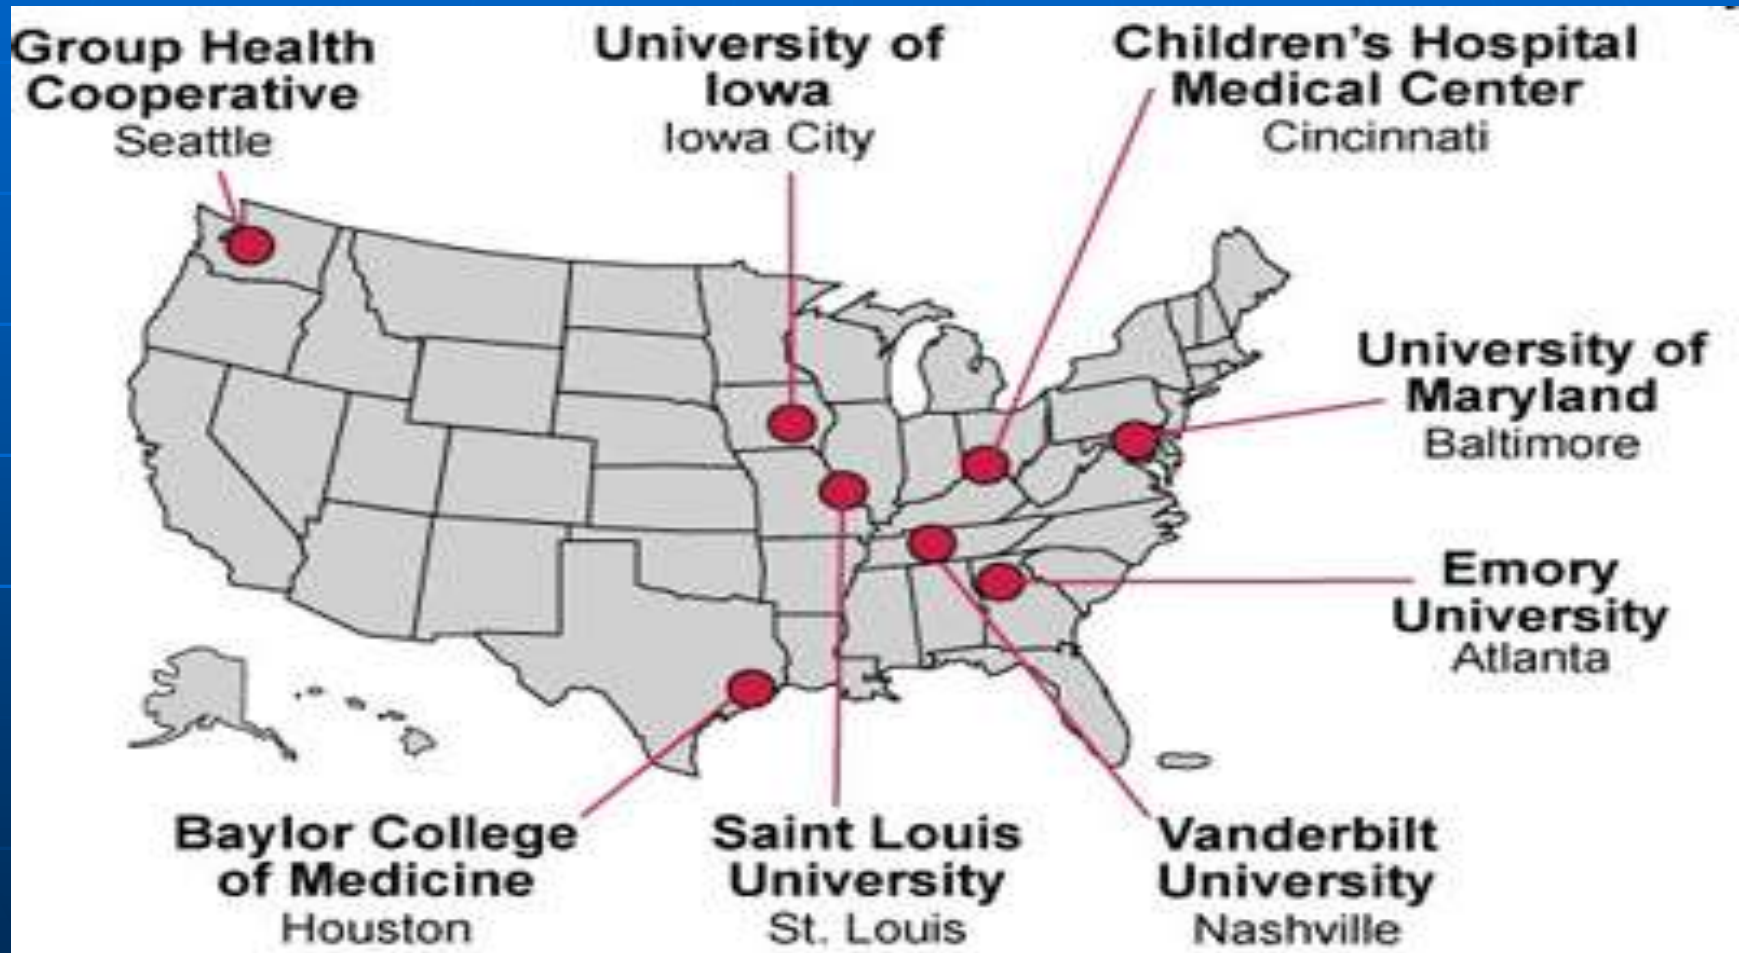 Group Health
Cooperative
Seattle
University of
Iowa
Iowa City
Children's Hospital
Medical Center
Cincinnati
University of
Maryland
Baltimore
Emory
University
Atlanta
Baylor College
of Medicine
Houston
Saint Louis
University
St. Louis
Vanderbilt
University
Nashville